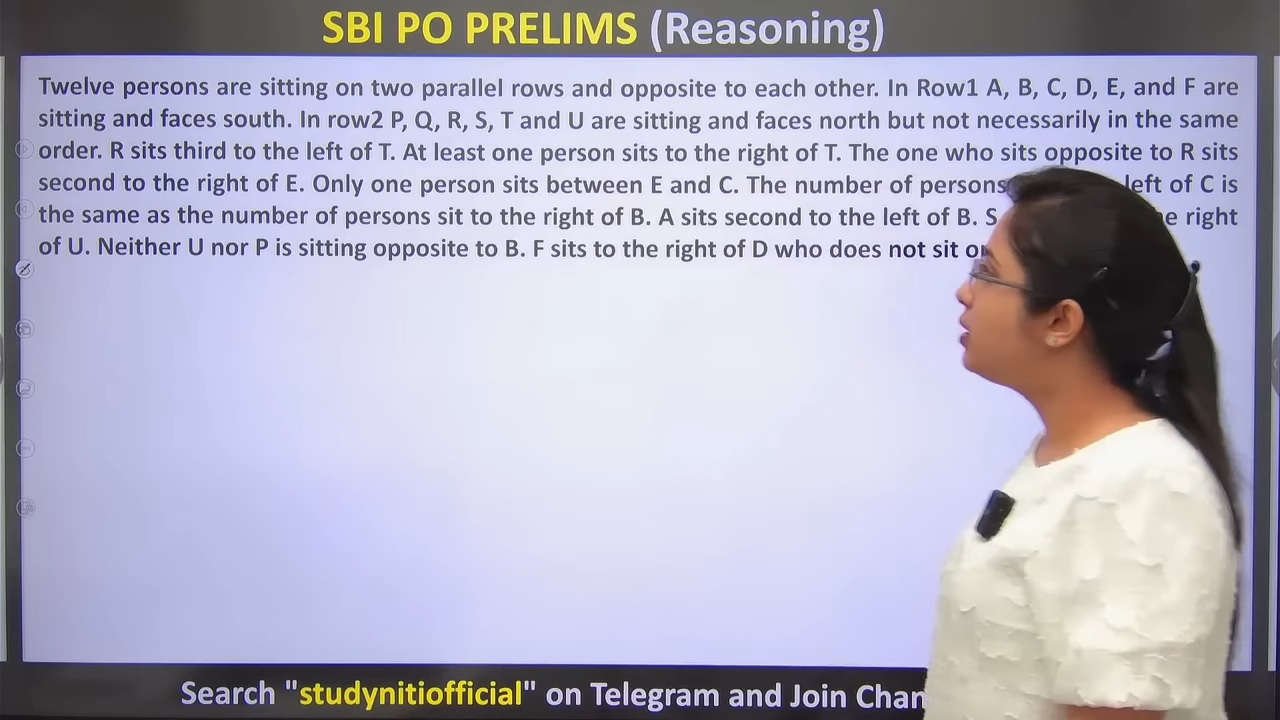 SBI PO PRELIMS (Reasoning)
Twelve persons are sitting on two parallel rows and opposite to each other. In Row1 A, B, C, D, E, and F are
sitting and faces south. In row2 P, Q, R, S, T and U are sitting and faces north but not necessarily in the same
order. R sits third to the left of T. At least one person sits to the right of T. The one who sits opposite to R sits
second to the right of E. Only one person sits between E and C. The number of persons left of C is
the same as the number of persons sit to the right of B. A sits second to the left of B. S right
of U. Neither U nor P is sitting opposite to B. F sits to the right of D who does not sit
Search "studynitiofficial" on Telegram and Join